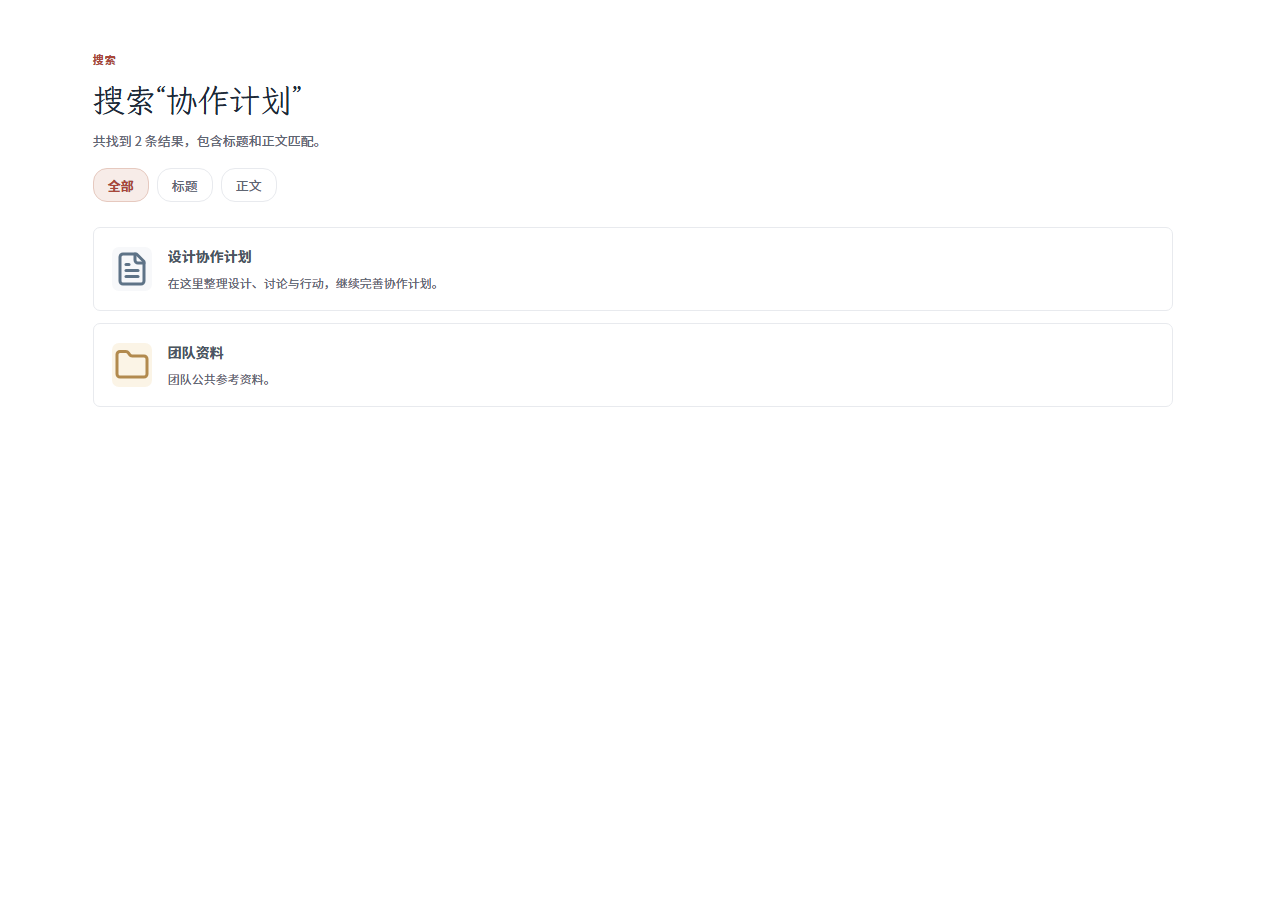 搜索
搜索“协作计划”
共找到 2 条结果，包含标题和正文匹配。
全部
标题
正文
设计协作计划
在这里整理设计、讨论与行动，继续完善协作计划。
团队资料
团队公共参考资料。